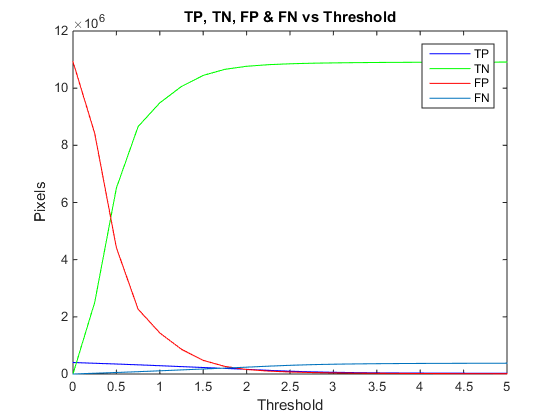 TP, TN, FP & FN vs Threshold
×10^6
12
10
8
6
4
2
0
Pixels
TP
TN
FP
FN
0 0.5 1 1.5 2 2.5 3 3.5 4 4.5 5
Threshold